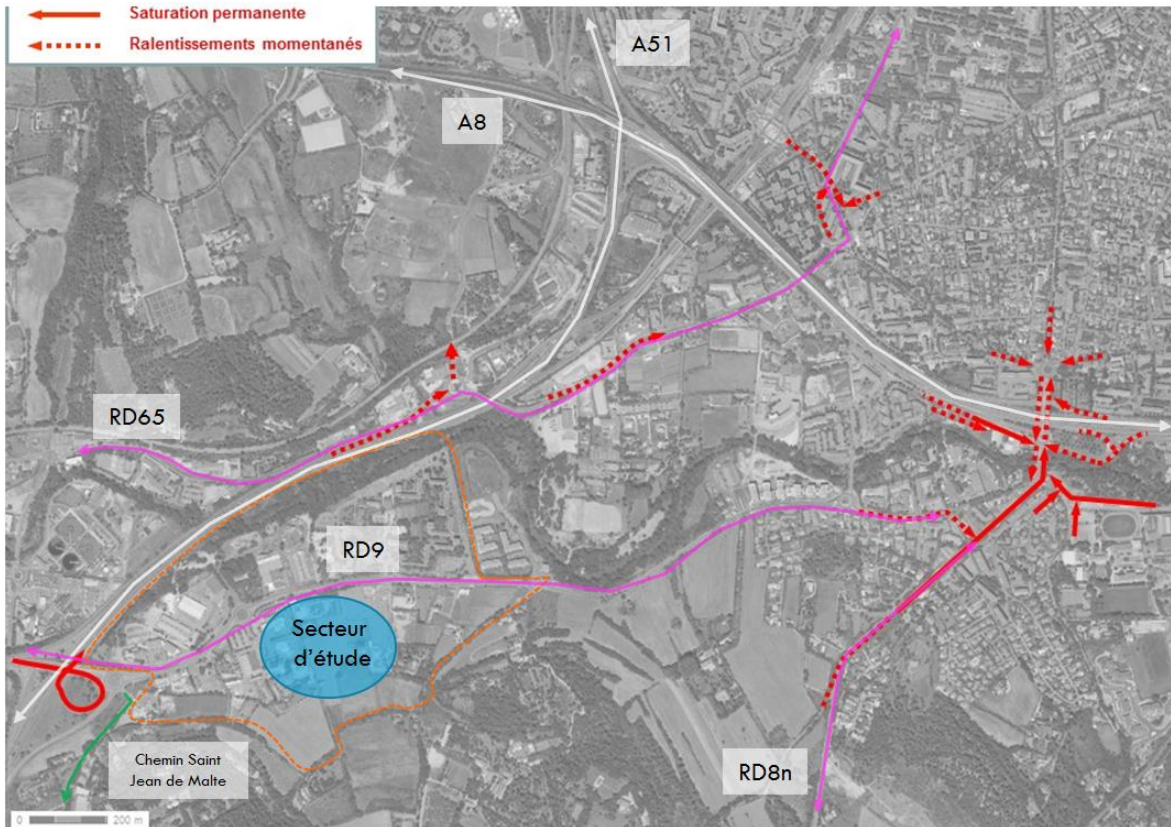 Saturation permanente
Ralentissements momentanés
A51
A8
RD65
RD9
Secteur
d'étude
Chemin Saint
Jean de Malte
RD8n
0 200 m